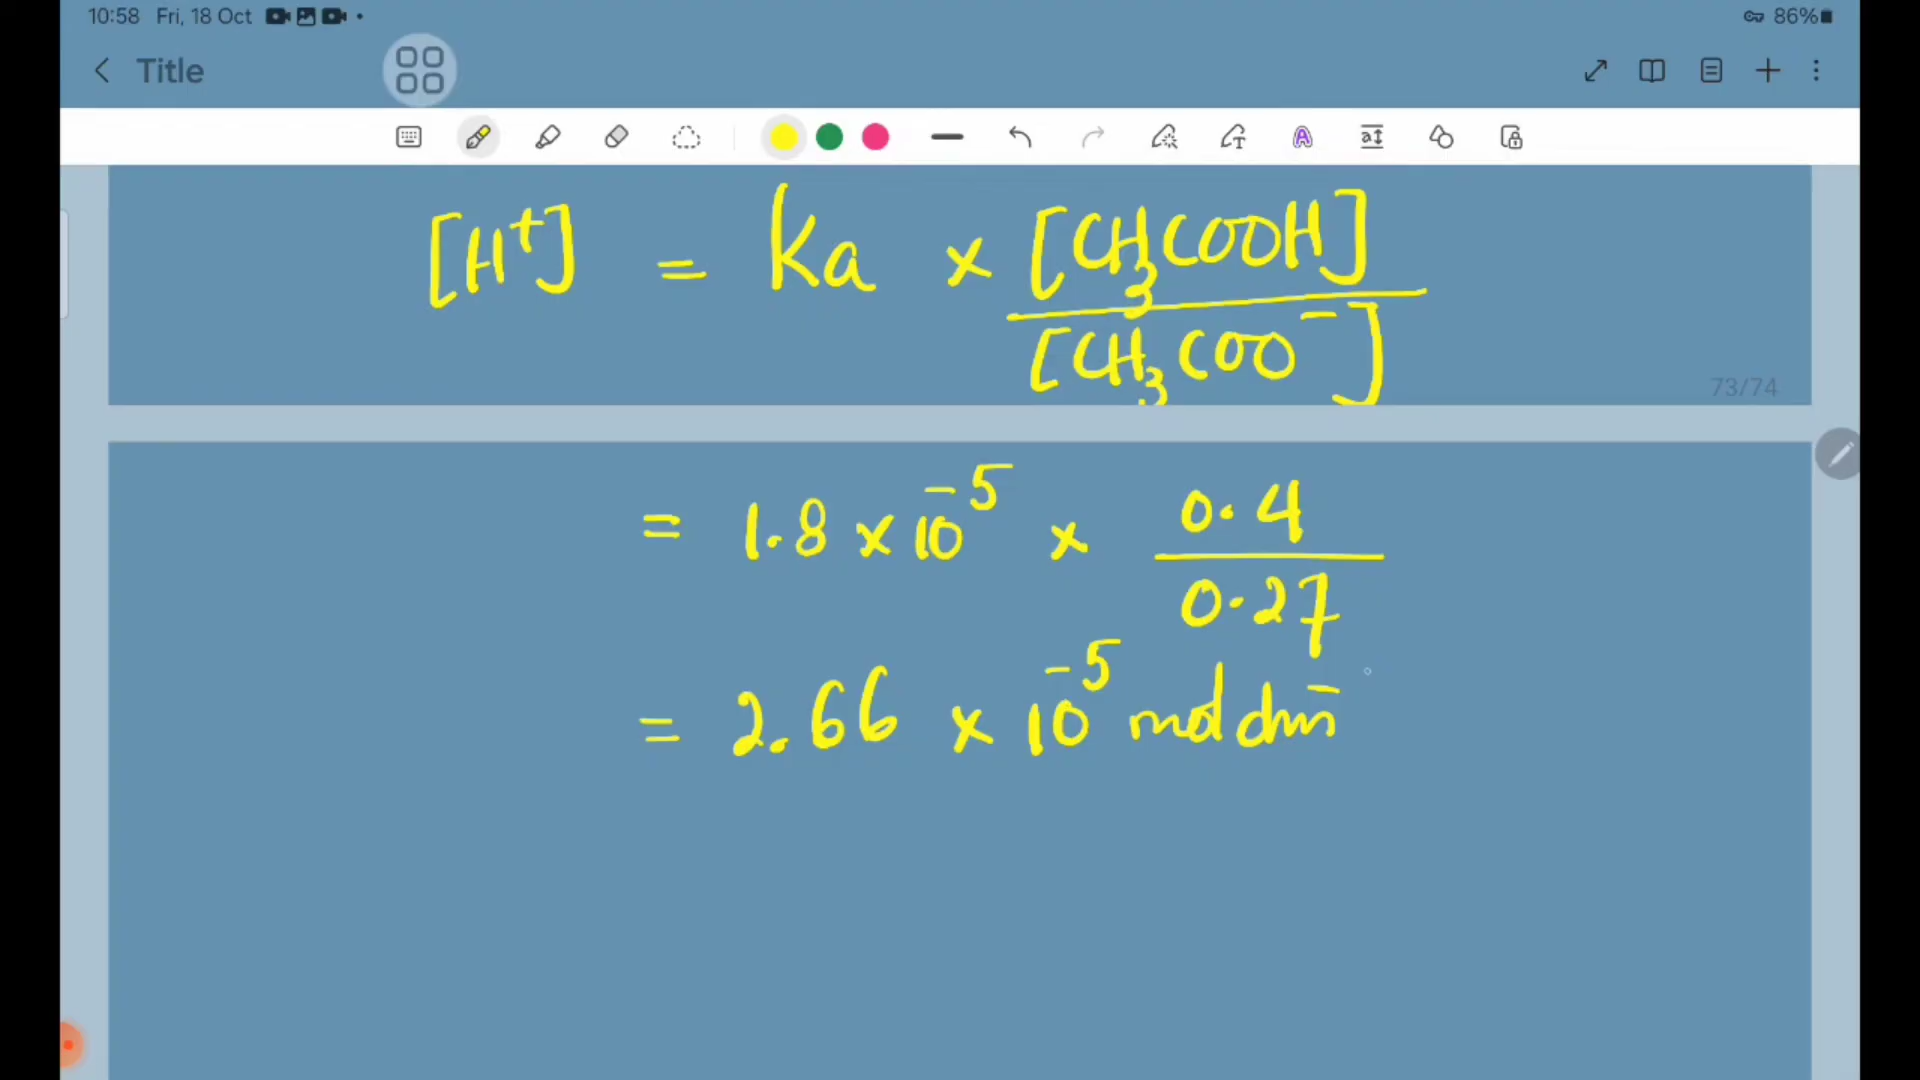 10:58 Fri, 18 Oct
86%
Title
[H⁺] = Ka × [CH₃COOH]
[CH₃COO⁻]
73/74
= 1.8 × 10⁻⁵ × 0.4
0.27
= 2.66 × 10⁻⁵ mol dm⁻